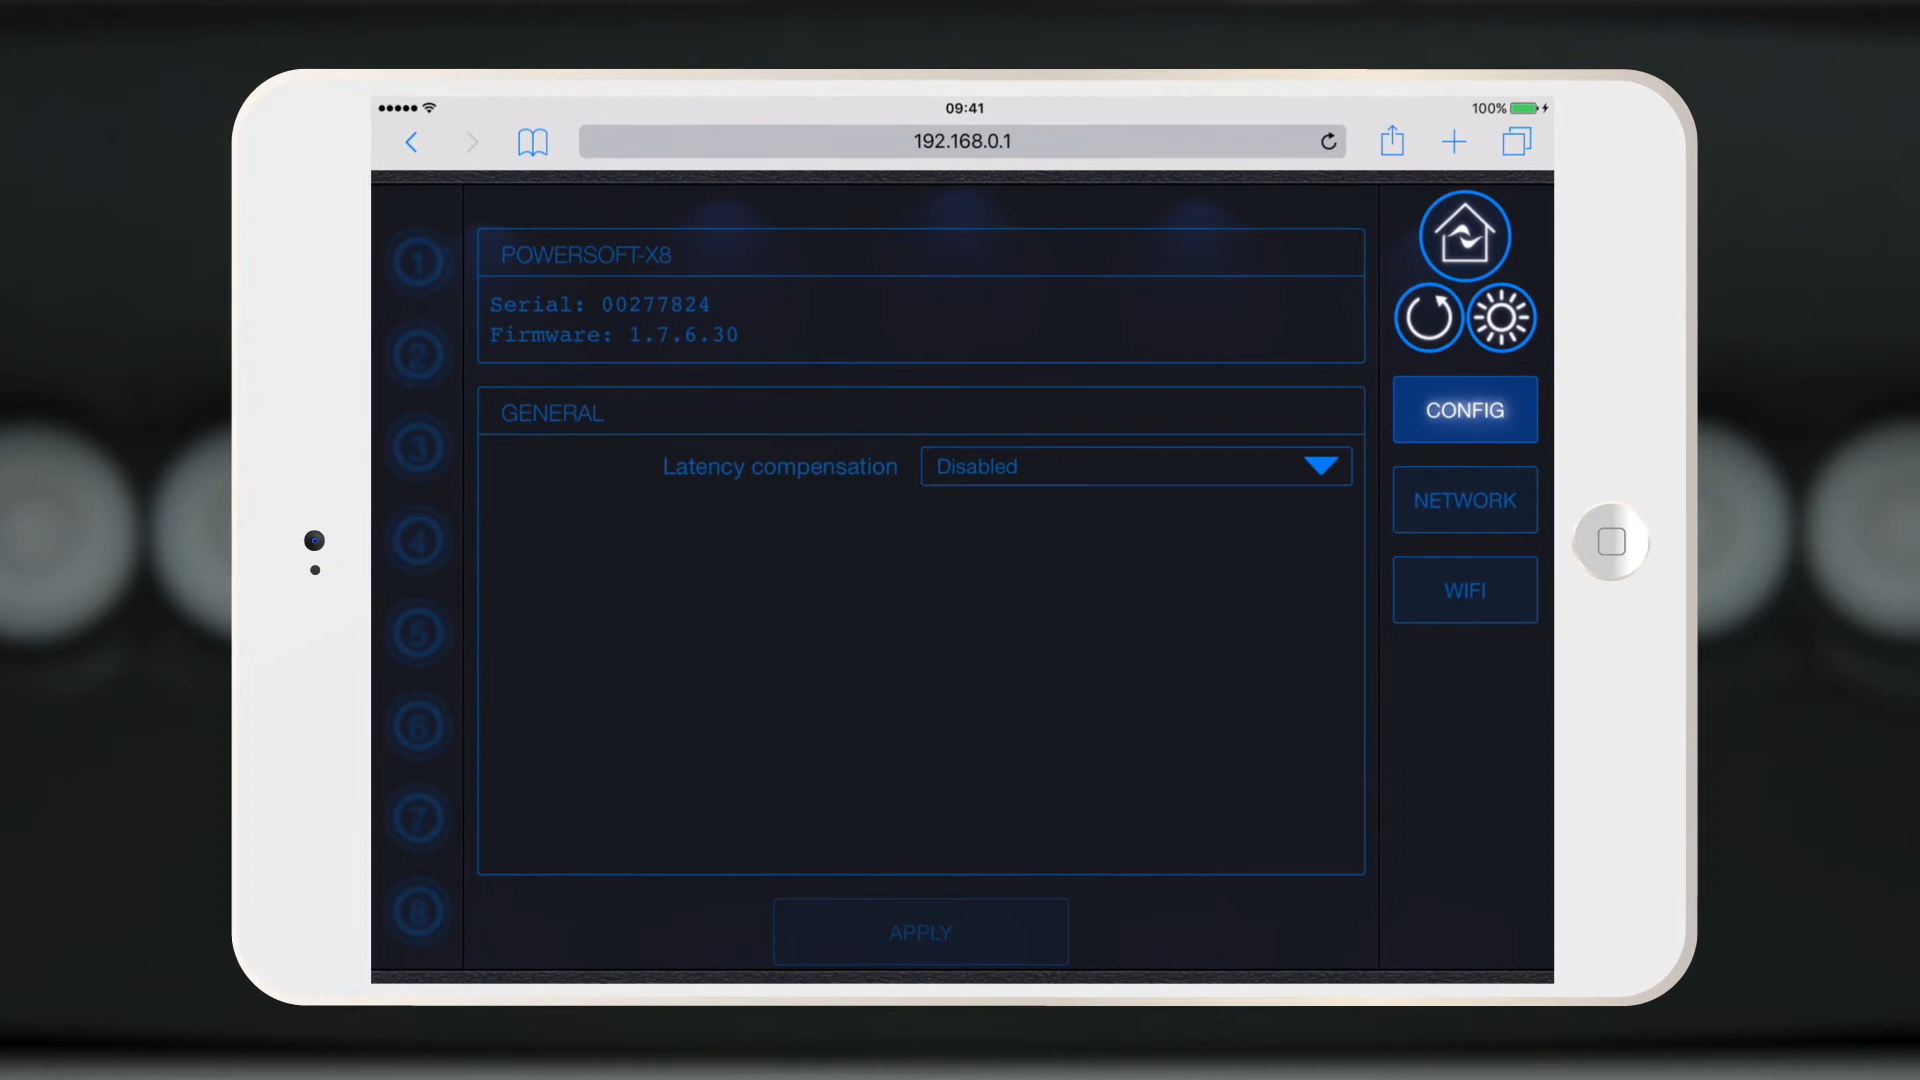 09:41
100%
192.168.0.1
POWERSOFT-X8
Serial: 00277824
Firmware: 1.7.6.30
GENERAL
Latency compensation
Disabled
APPLY
1
2
3
4
5
6
7
8
CONFIG
NETWORK
WIFI